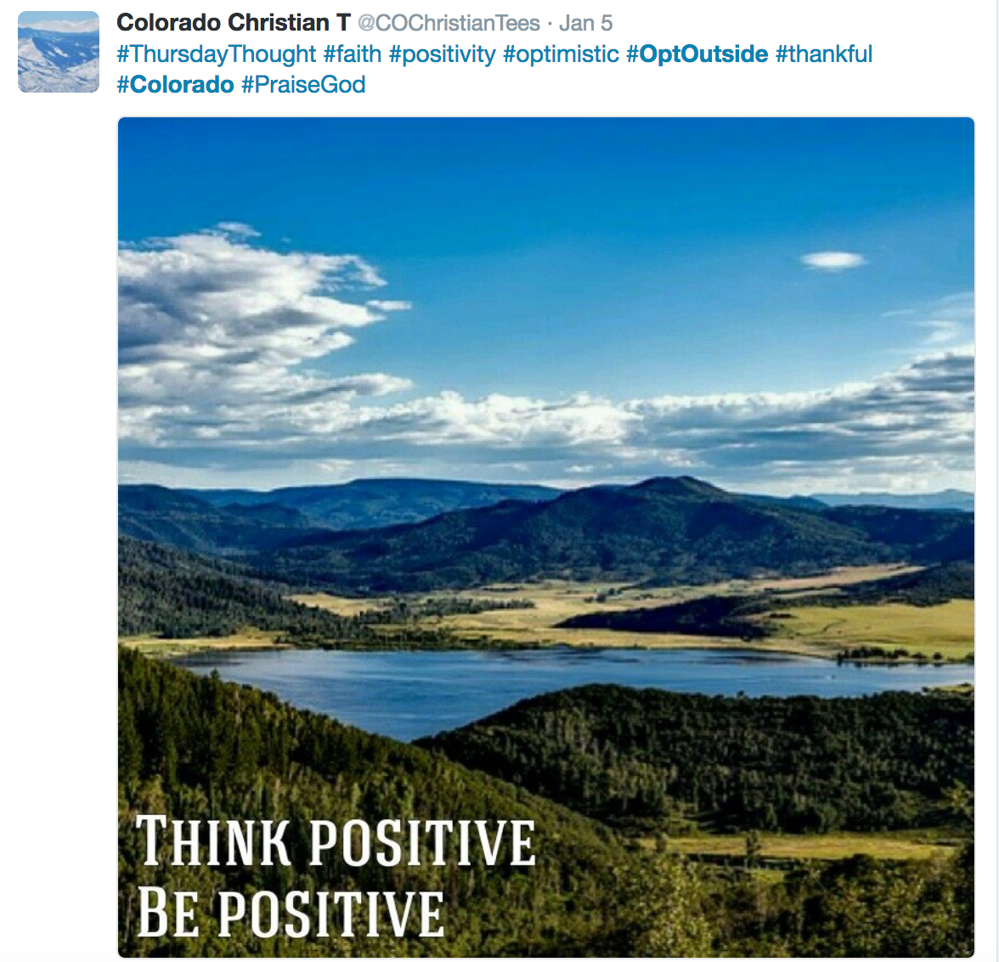 Colorado Christian T @COChristianTees · Jan 5
#ThursdayThought #faith #positivity #optimistic #OptOutside #thankful
#Colorado #PraiseGod
THINK POSITIVE
BE POSITIVE